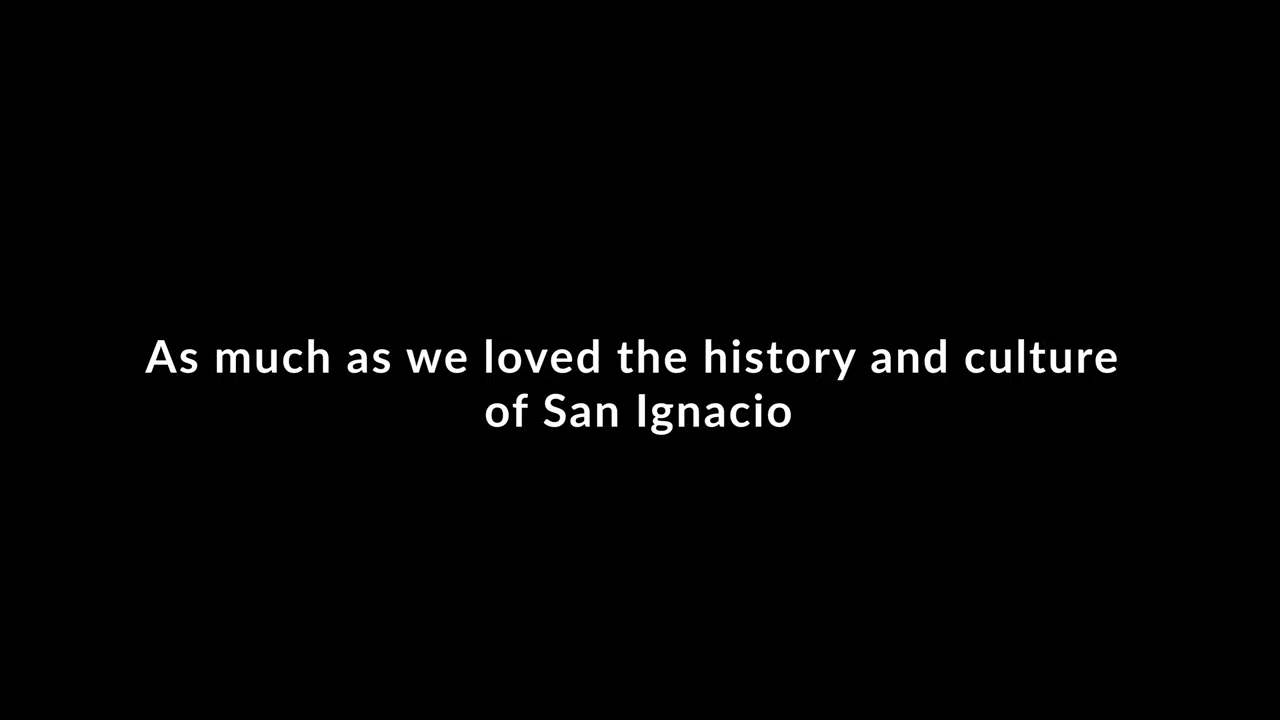 As much as we loved the history and culture
of San Ignacio